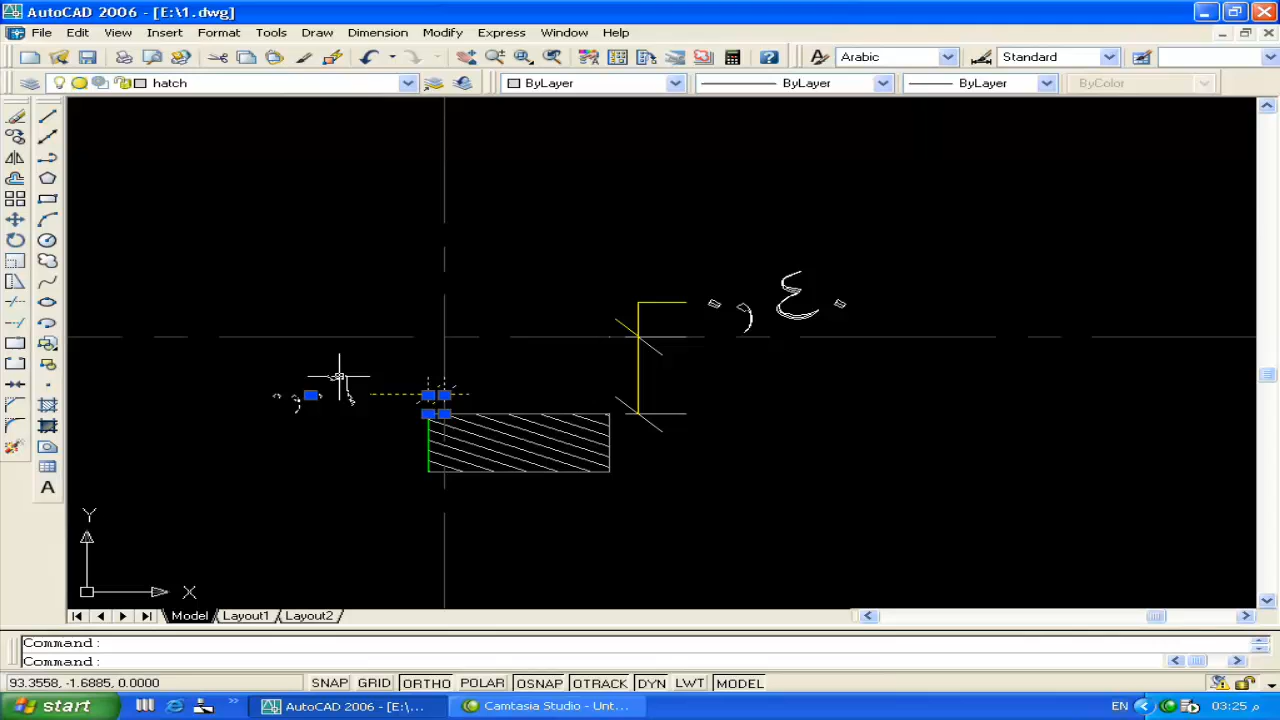 AutoCAD 2006 - [E:\1.dwg]
File Edit View Insert Format Tools Draw Dimension Modify Express Window Help
Arabic Standard
hatch ByLayer ByLayer ByLayer ByColor
٠,٤٠
Y
X
A
Model Layout1 Layout2
Command:
Command:
93.3558, -1.6885, 0.0000 SNAP GRID ORTHO POLAR OSNAP OTRACK DYN LWT MODEL
start AutoCAD 2006 - [E:\... Camtasia Studio - Unt... EN 03:25 م